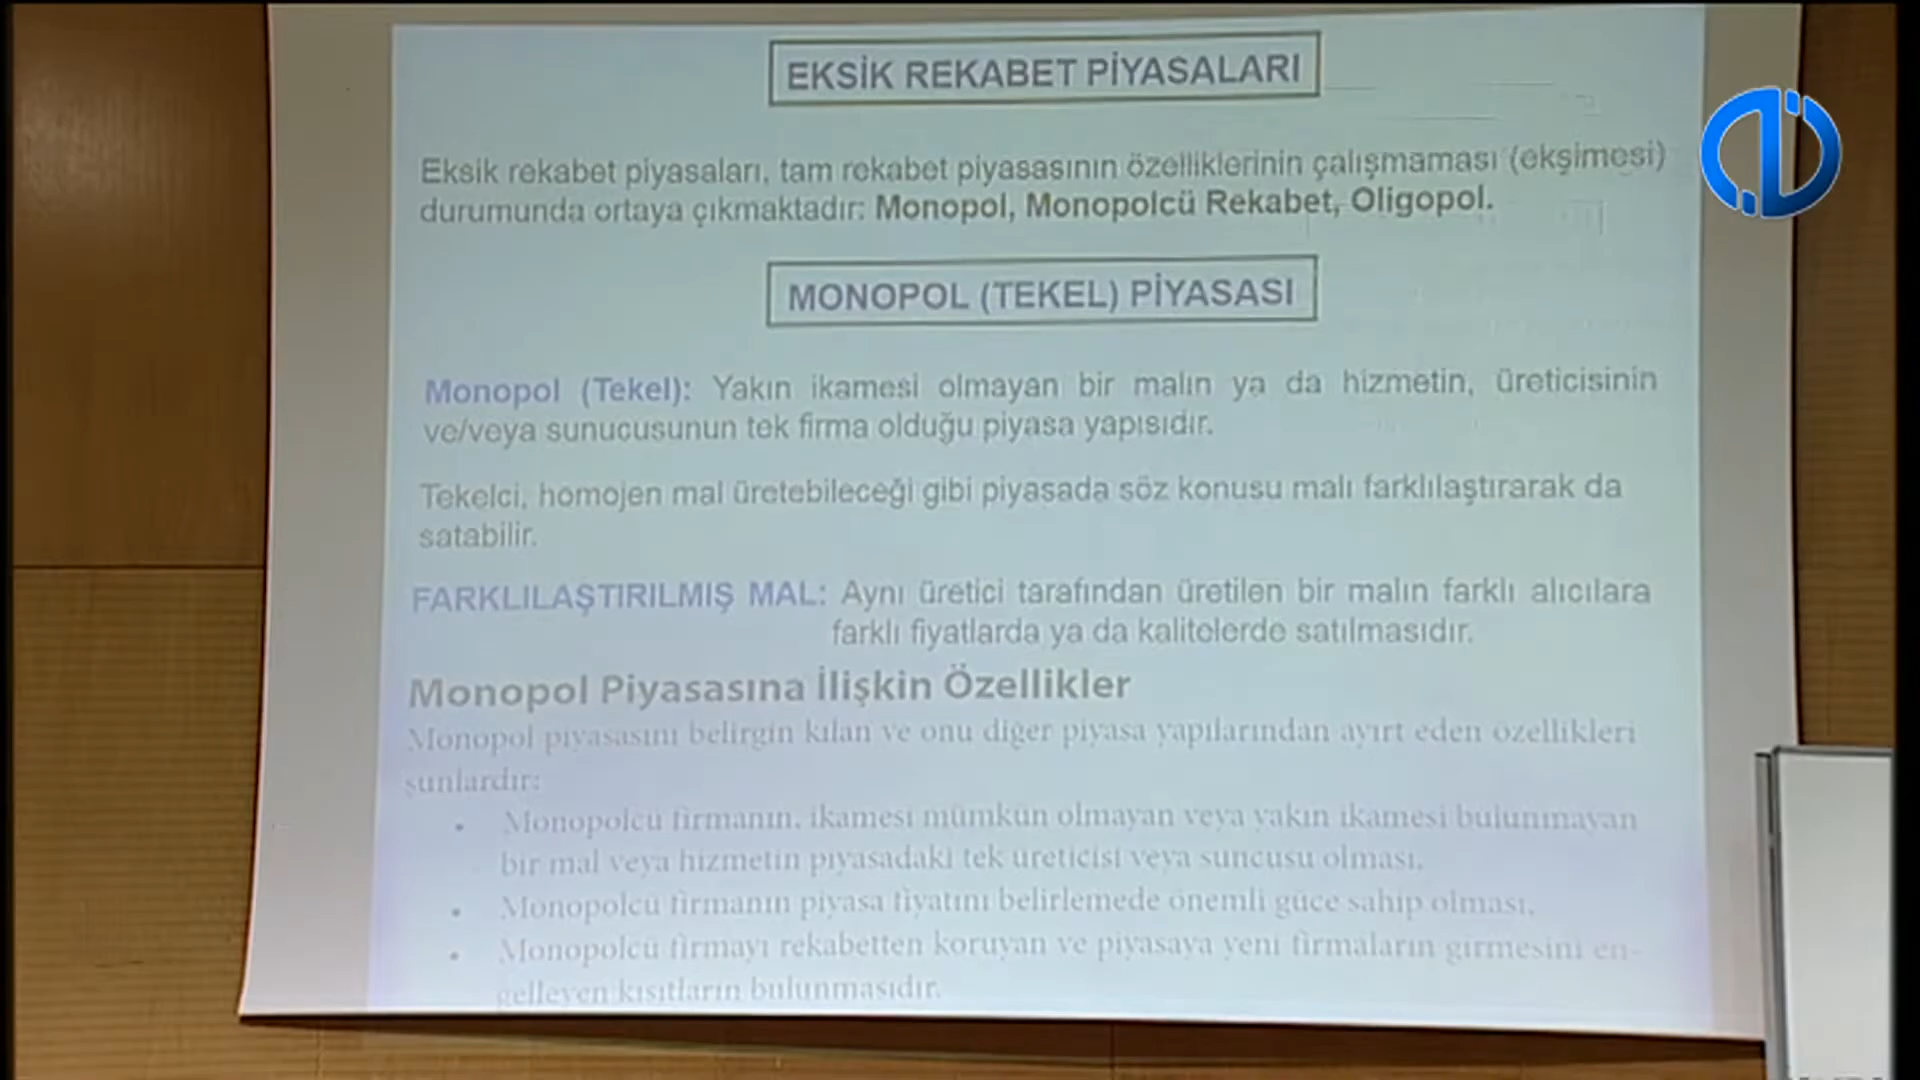 EKSİK REKABET PİYASALARI
Eksik rekabet piyasaları, tam rekabet piyasasının özelliklerinin çalışmaması (ekşimesi)
durumunda ortaya çıkmaktadır: Monopol, Monopolcü Rekabet, Oligopol.
MONOPOL (TEKEL) PİYASASI
Monopol (Tekel): Yakın ikamesi olmayan bir malın ya da hizmetin, üreticisinin
ve/veya sunucusunun tek firma olduğu piyasa yapısıdır.
Tekelci, homojen mal üretebileceği gibi piyasada söz konusu malı farklılaştırarak da
satabilir.
FARKLILAŞTIRILMIŞ MAL: Aynı üretici tarafından üretilen bir malın farklı alıcılara
farklı fiyatlarda ya da kalitelerde satılmasıdır.
Monopol Piyasasına İlişkin Özellikler
Monopol piyasasını belirgin kılan ve onu diğer piyasa yapılarından ayırt eden özellikleri
şunlardır:
• Monopolcü firmanın, ikamesi mümkün olmayan veya yakın ikamesi bulunmayan
bir mal veya hizmetin piyasadaki tek üreticisi veya suncusu olması,
• Monopolcü firmanın piyasa fiyatını belirlemede önemli güce sahip olması,
• Monopolcü firmayı rekabetten koruyan ve piyasaya yeni firmaların girmesini en-
gelleyen kısıtların bulunmasıdır.